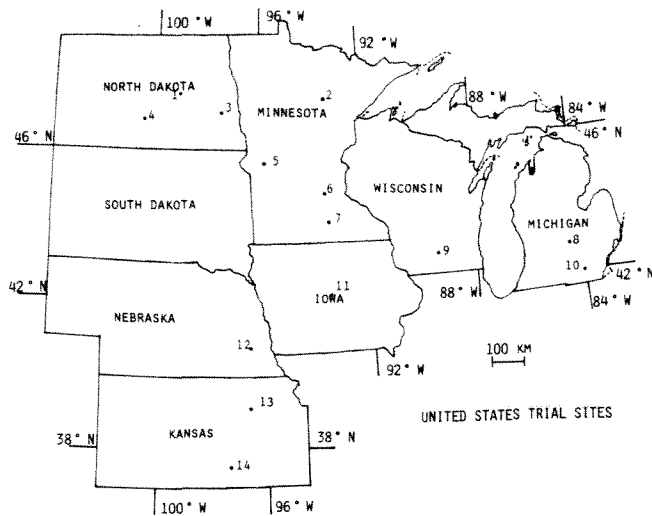 100 °W
96° W
92° W
NORTH DAKOTA
1
2
3
4
MINNESOTA
88° W
84° W
46° N
46° N
5
SOUTH DAKOTA
WISCONSIN
6
7
MICHIGAN
8
9
10
42° N
84° W
42° N
88° W
IOWA
11
NEBRASKA
12
100 KM
92° W
13
KANSAS
UNITED STATES TRIAL SITES
38° N
38° N
14
100° W
96° W